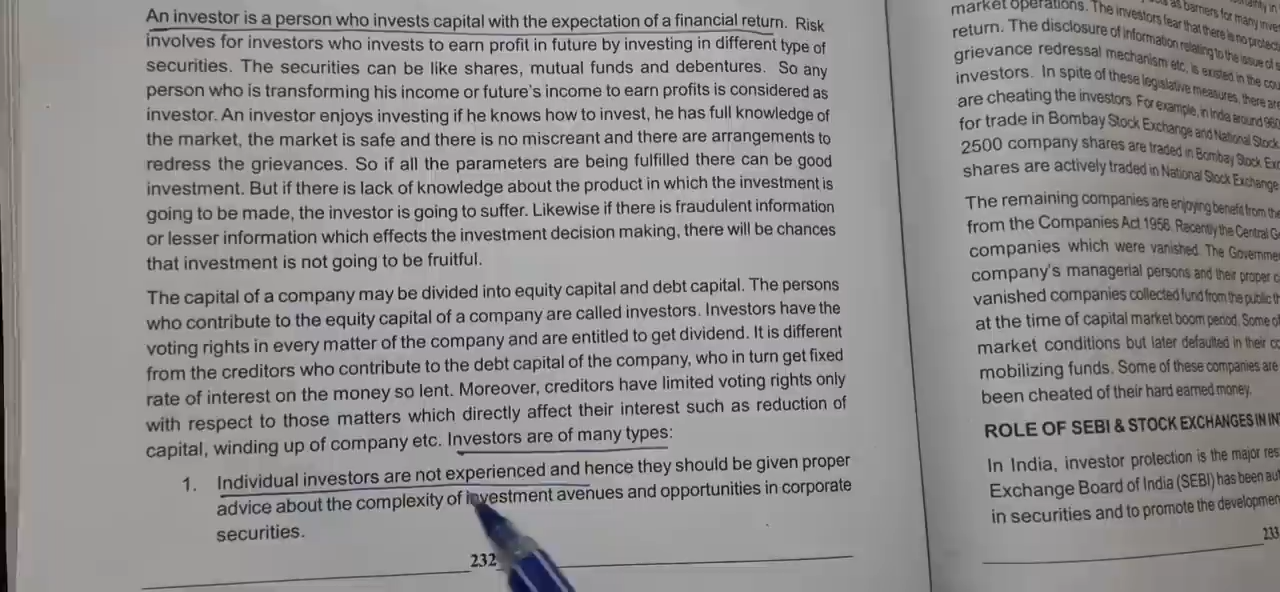 An investor is a person who invests capital with the expectation of a financial return. Risk
involves for investors who invests to earn profit in future by investing in different type of
securities. The securities can be like shares, mutual funds and debentures. So any
person who is transforming his income or future's income to earn profits is considered as
investor. An investor enjoys investing if he knows how to invest, he has full knowledge of
the market, the market is safe and there is no miscreant and there are arrangements to
redress the grievances. So if all the parameters are being fulfilled there can be good
investment. But if there is lack of knowledge about the product in which the investment is
going to be made, the investor is going to suffer. Likewise if there is fraudulent information
or lesser information which effects the investment decision making, there will be chances
that investment is not going to be fruitful.
The capital of a company may be divided into equity capital and debt capital. The persons
who contribute to the equity capital of a company are called investors. Investors have the
voting rights in every matter of the company and are entitled to get dividend. It is different
from the creditors who contribute to the debt capital of the company, who in turn get fixed
rate of interest on the money so lent. Moreover, creditors have limited voting rights only
with respect to those matters which directly affect their interest such as reduction of
capital, winding up of company etc. Investors are of many types:
1. Individual investors are not experienced and hence they should be given proper
advice about the complexity of investment avenues and opportunities in corporate
securities.
232
as barriers for many
market operations. The investors fear that there is no
return. The disclosure of information relating to the issue of
grievance redressal mechanism etc, is existed in the
investors. In spite of these legislative measures, there are
are cheating the investors. For example, in India around
for trade in Bombay Stock Exchange and National Stock
2500 company shares are traded in Bombay Stock
shares are actively traded in National Stock Exchange
The remaining companies are enjoying benefit from the
from the Companies Act 1956. Recently the Central
companies which were vanished. The
company's managerial persons and their proper
vanished companies collected fund from the public
at the time of capital market boom period. Some of
market conditions but later defaulted in their
mobilizing funds. Some of these companies are
been cheated of their hard earned money.
ROLE OF SEBI & STOCK EXCHANGES IN
In India, investor protection is the major
Exchange Board of India (SEBI) has been
in securities and to promote the
233